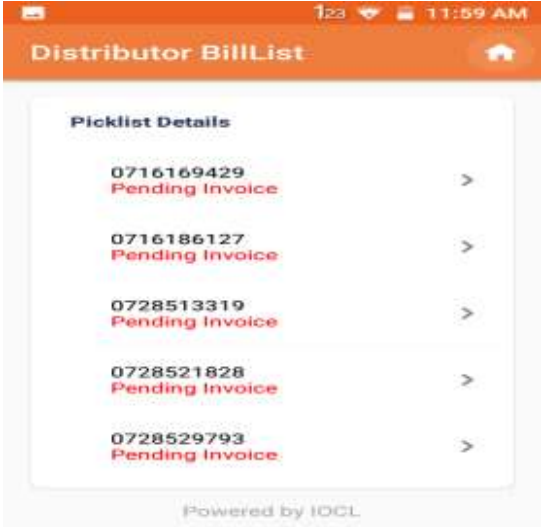 123 11:59 AM
Distributor BillList
Picklist Details
0716169429
Pending Invoice
>
0716186127
Pending Invoice
>
0728513319
Pending Invoice
>
0728521828
Pending Invoice
>
0728529793
Pending Invoice
>
Powered by IOCL